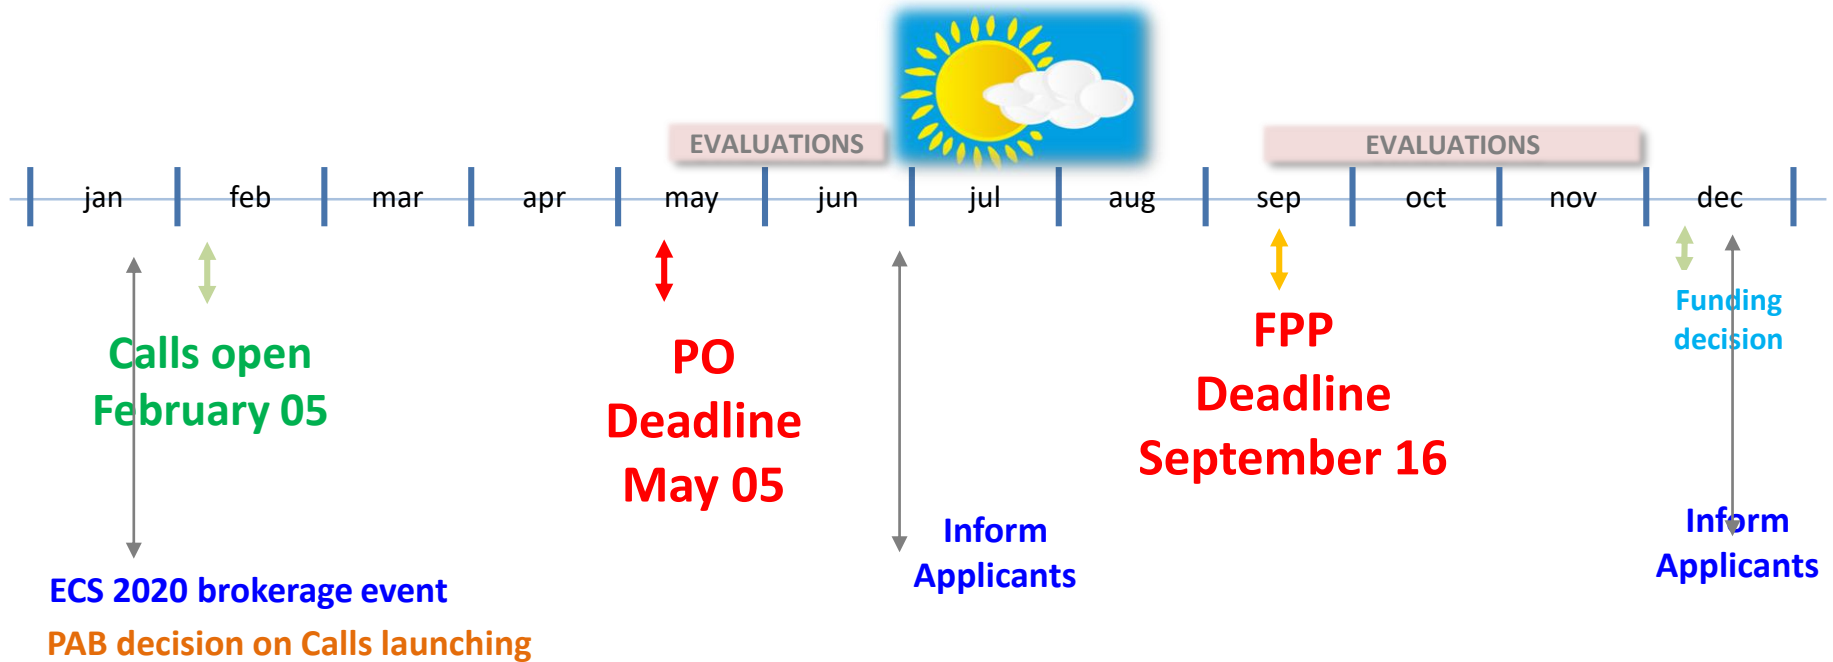 EVALUATIONS
EVALUATIONS
jan feb mar apr may jun jul aug sep oct nov dec
Calls open
February 05
PO
Deadline
May 05
FPP
Deadline
September 16
Funding
decision
Inform
Applicants
Inform
Applicants
ECS 2020 brokerage event
PAB decision on Calls launching